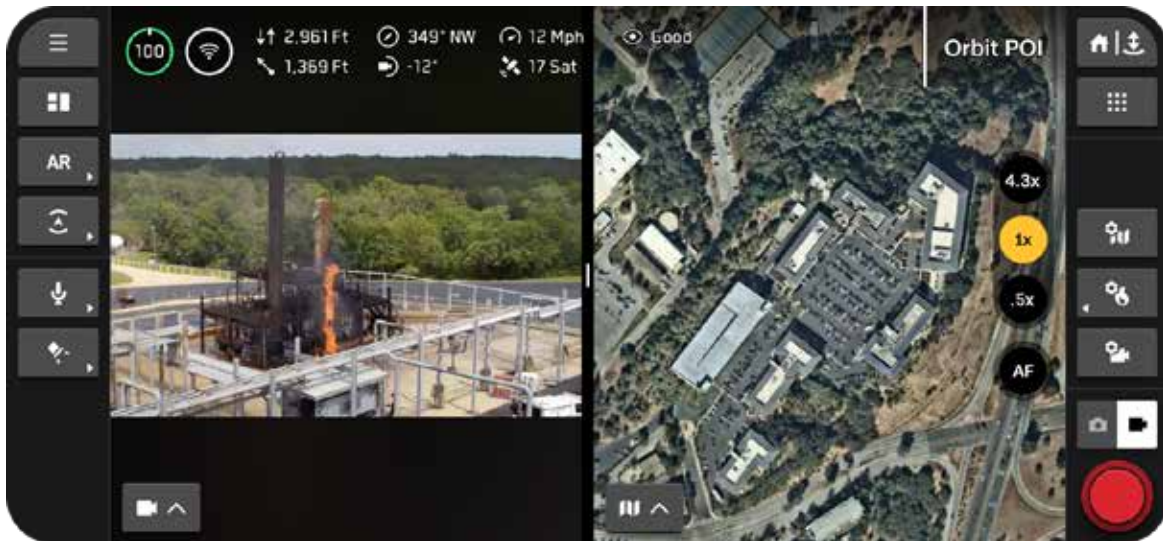 100
2,961 Ft
349° NW
12 Mph
1,369 Ft
-12°
17 Sat
Good
Orbit POI
AR
4.3x
1x
.5x
AF